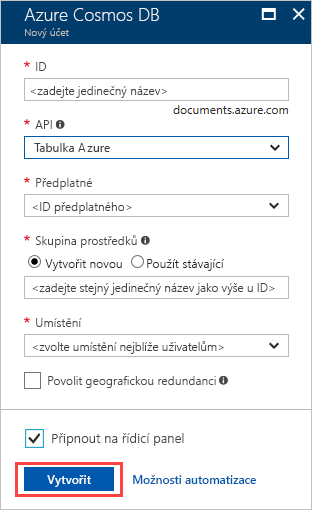 Azure Cosmos DB
Nový účet
* ID
<zadejte jedinečný název>
documents.azure.com
* API
Tabulka Azure
* Předplatné
<ID předplatného>
* Skupina prostředků
Vytvořit novou Použít stávající
<zadejte stejný jedinečný název jako výše u ID>
* Umístění
<zvolte umístění nejblíže uživatelům>
Povolit geografickou redundanci
Připnout na řídicí panel
Vytvořit Možnosti automatizace